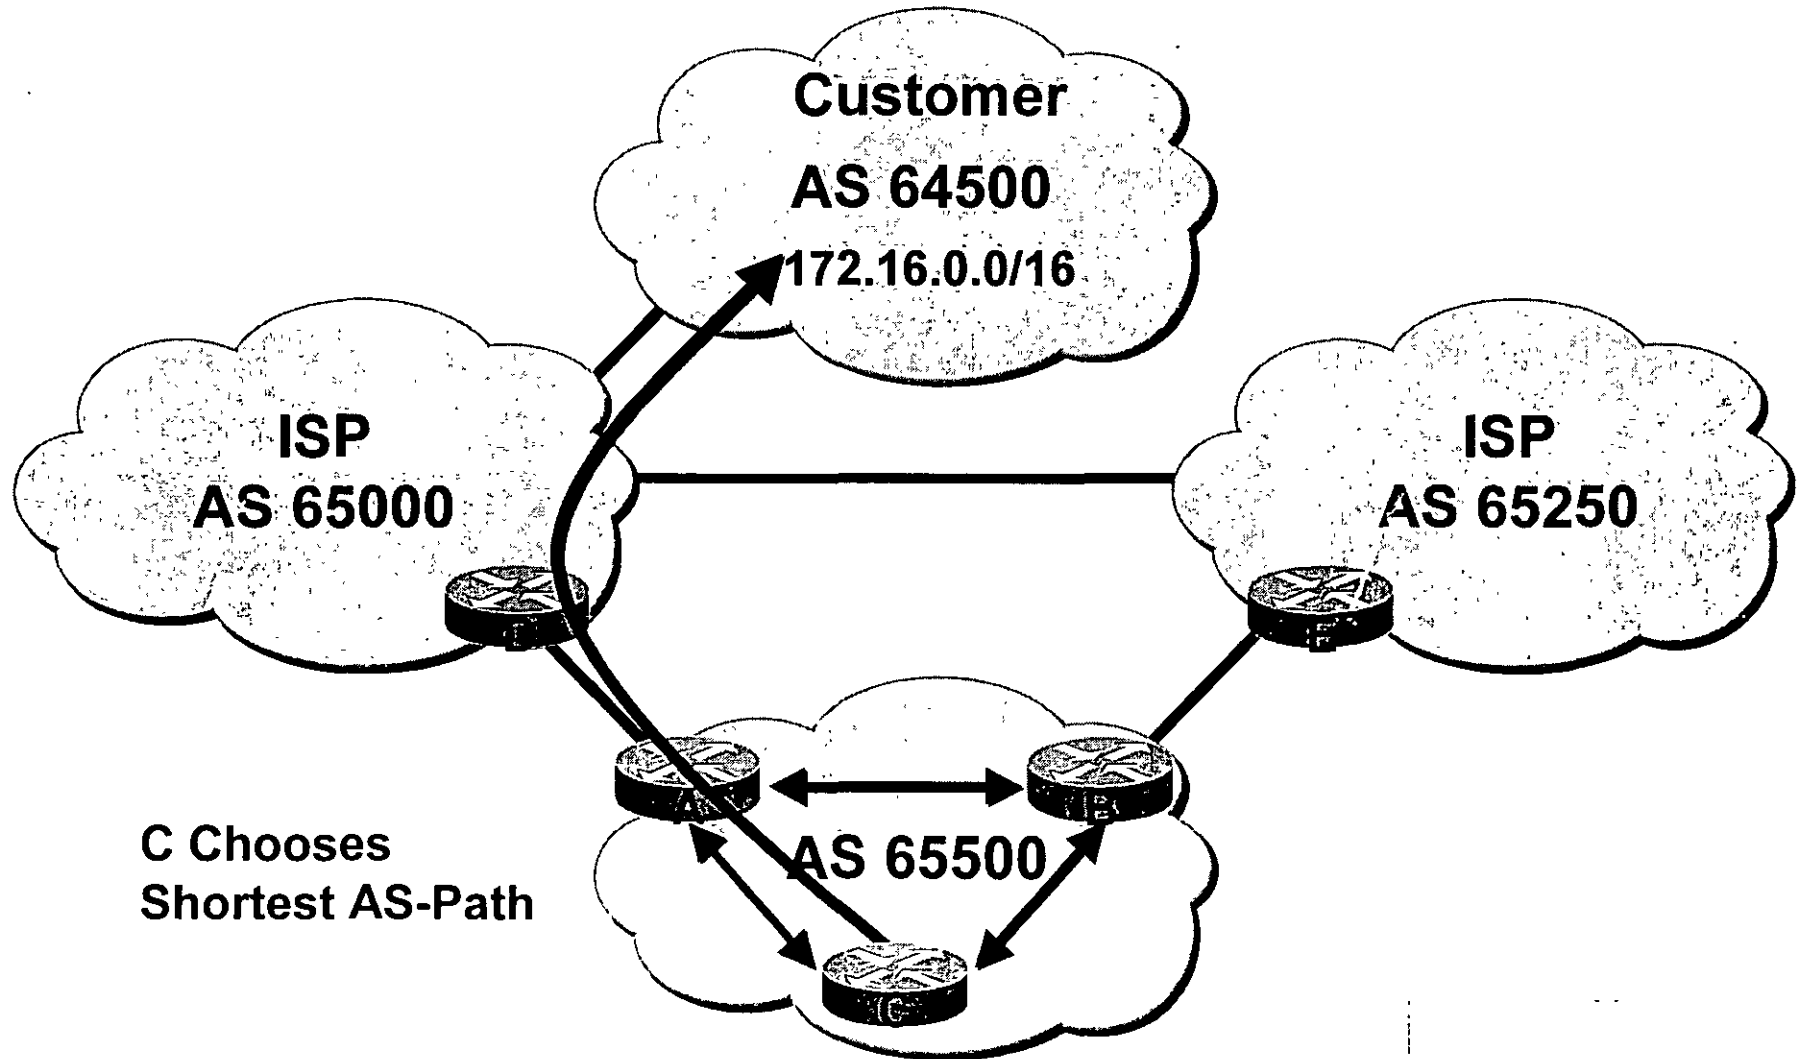 Customer
AS 64500
172.16.0.0/16
ISP
AS 65000
ISP
AS 65250
E
A
B
AS 65500
C Chooses
Shortest AS-Path
C